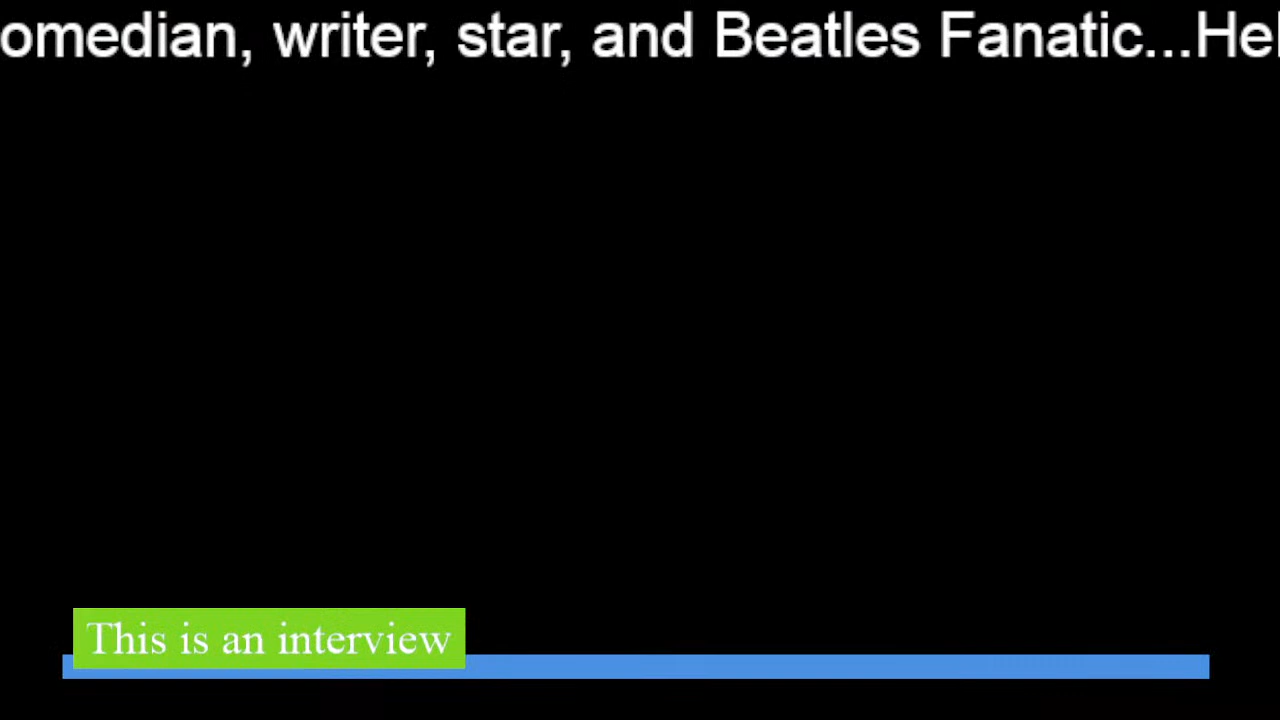 omedian, writer, star, and Beatles Fanatic...Hel
This is an interview